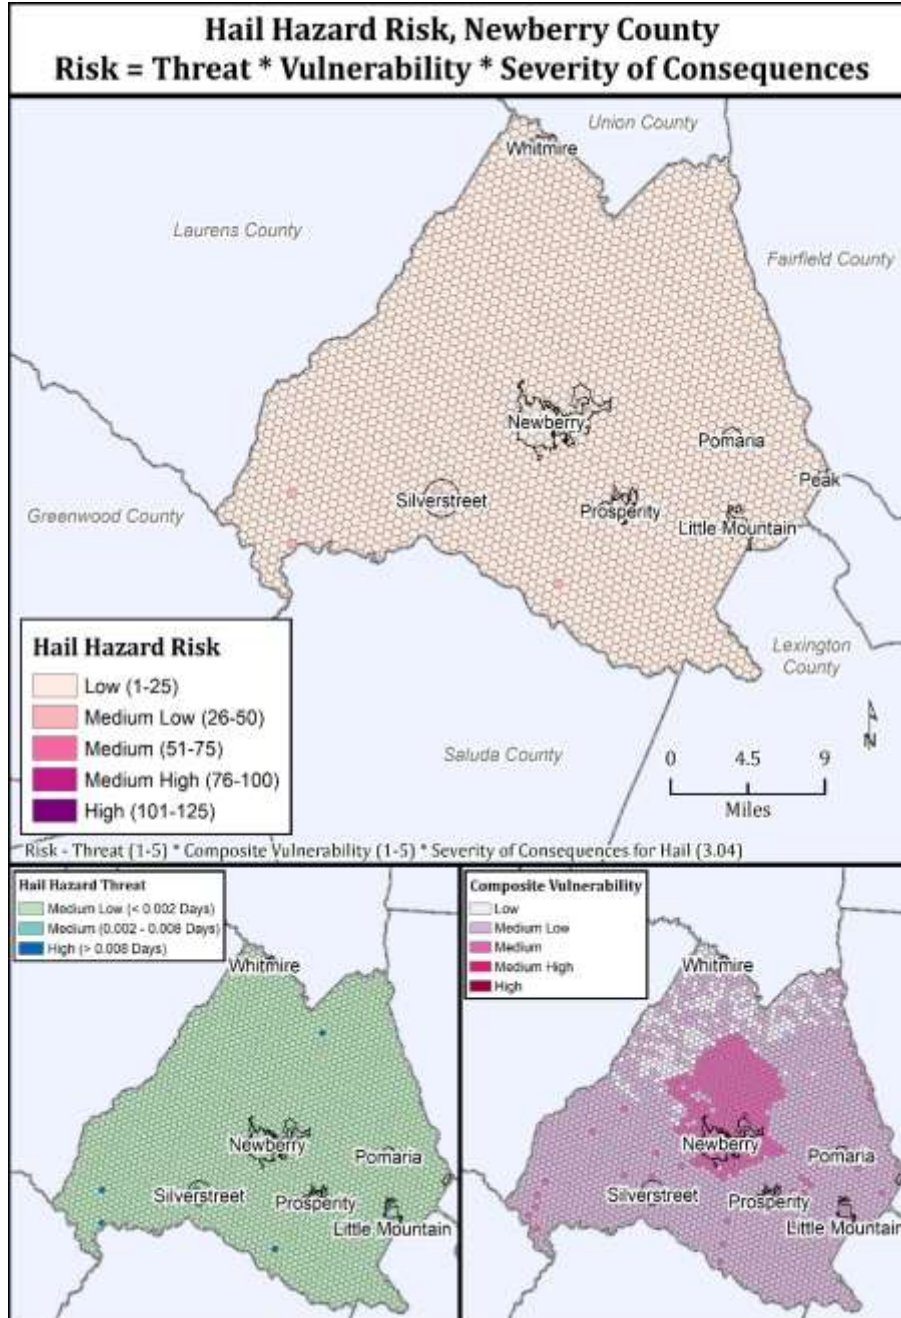 Hail Hazard Risk, Newberry County
Risk = Threat * Vulnerability * Severity of Consequences
Union County
Whitmire
Laurens County
Fairfield County
Newberry
Pomaria
Peak
Silverstreet
Greenwood County
Prosperity
Little Mountain
Hail Hazard Risk
Low (1-25)
Medium Low (26-50)
Medium (51-75)
Medium High (76-100)
High (101-125)
Lexington
County
Saluda County
N
0 4.5 9
Miles
Risk - Threat (1-5) * Composite Vulnerability (1-5) * Severity of Consequences for Hail (3.04)
Hail Hazard Threat
Medium Low (< 0.002 Days)
Medium (0.002 - 0.008 Days)
High (> 0.008 Days)
Whitmire
Newberry
Pomaria
Silverstreet
Prosperity
Little Mountain
Composite Vulnerability
Low
Medium Low
Medium
Medium High
High
Whitmire
Newberry
Pomaria
Silverstreet
Prosperity
Little Mountain